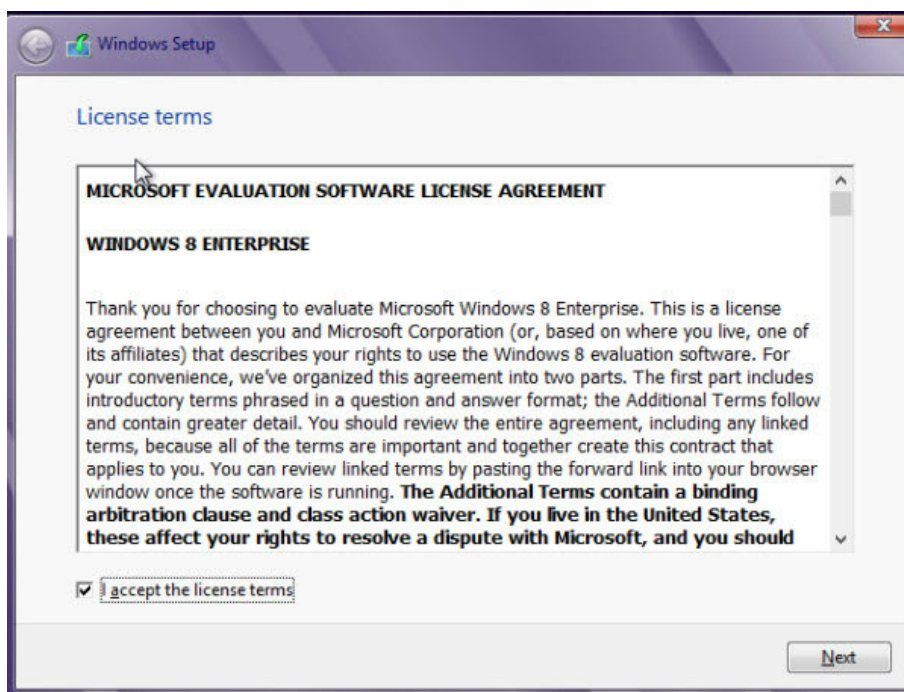 Windows Setup
License terms
MICROSOFT EVALUATION SOFTWARE LICENSE AGREEMENT
WINDOWS 8 ENTERPRISE
Thank you for choosing to evaluate Microsoft Windows 8 Enterprise. This is a license
agreement between you and Microsoft Corporation (or, based on where you live, one of
its affiliates) that describes your rights to use the Windows 8 evaluation software. For
your convenience, we've organized this agreement into two parts. The first part includes
introductory terms phrased in a question and answer format; the Additional Terms follow
and contain greater detail. You should review the entire agreement, including any linked
terms, because all of the terms are important and together create this contract that
applies to you. You can review linked terms by pasting the forward link into your browser
window once the software is running. The Additional Terms contain a binding
arbitration clause and class action waiver. If you live in the United States,
these affect your rights to resolve a dispute with Microsoft, and you should
I accept the license terms
Next